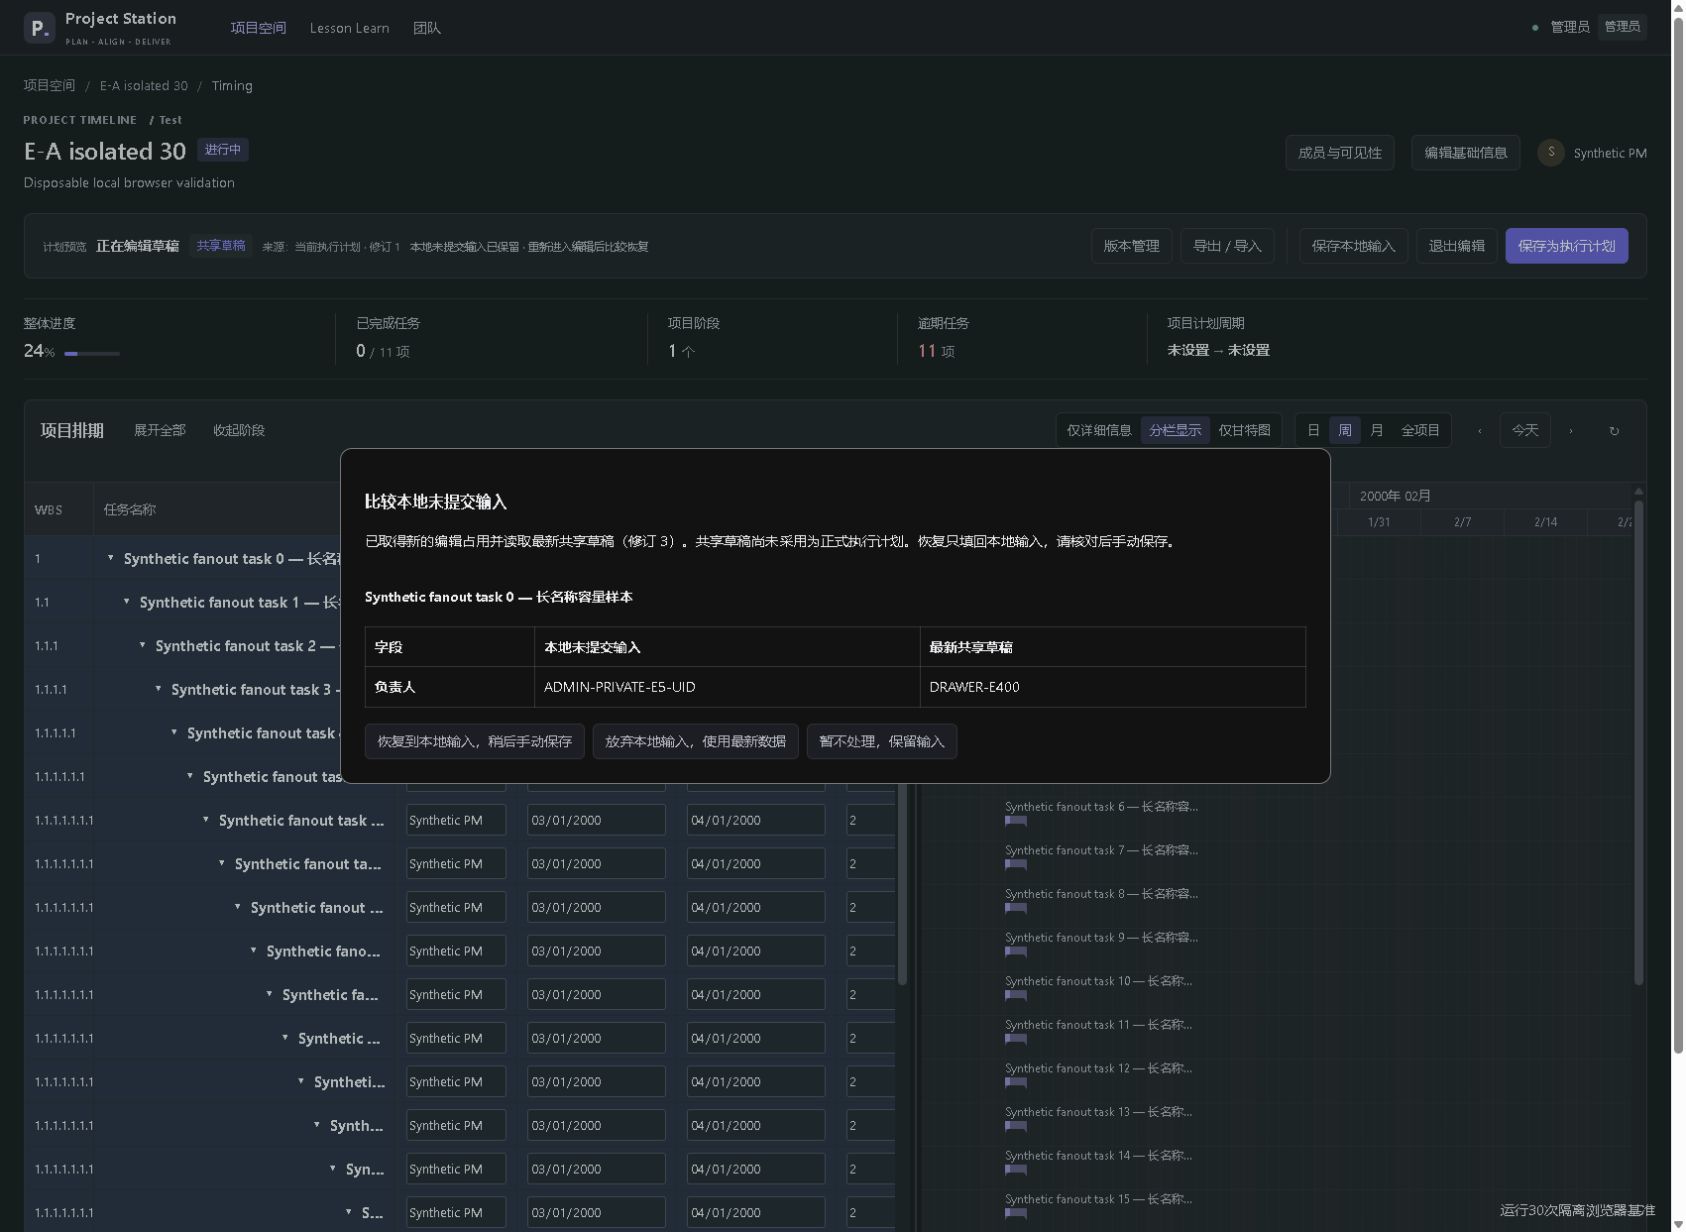 P.
Project Station
PLAN - ALIGN - DELIVER
项目空间 Lesson Learn 团队
管理员 管理员
项目空间 / E-A isolated 30 / Timing
PROJECT TIMELINE / Test
E-A isolated 30 进行中
Disposable local browser validation
成员与可见性 编辑基础信息 S Synthetic PM
计划预览 正在编辑草稿 共享草稿 来源：当前执行计划 · 修订 1 本地未提交输入已保留 · 重新进入编辑后比较恢复
版本管理 导出 / 导入 保存本地输入 退出编辑 保存为执行计划
整体进度 已完成任务 项目阶段 逾期任务 项目计划周期
24% 0 / 11 项 1 个 11 项 未设置 → 未设置
项目排期 展开全部 收起阶段
仅详细信息 分栏显示 仅甘特图 日 周 月 全项目 ‹ 今天 › ↻
WBS 任务名称
2000年 02月
1/31 2/7 2/14
比较本地未提交输入
已取得新的编辑占用并读取最新共享草稿（修订 3）。共享草稿尚未采用为正式执行计划。恢复只填回本地输入，请核对后手动保存。
Synthetic fanout task 0 — 长名称容量样本
字段 本地未提交输入 最新共享草稿
负责人 ADMIN-PRIVATE-E5-UID DRAWER-E400
恢复到本地输入，稍后手动保存 放弃本地输入，使用最新数据 暂不处理，保留输入
1 Synthetic fanout task 0 — 长名
1.1 Synthetic fanout task 1 — 长
1.1.1 Synthetic fanout task 2 —
1.1.1.1 Synthetic fanout task 3 -
1.1.1.1.1 Synthetic fanout task
1.1.1.1.1.1 Synthetic fanout tas
1.1.1.1.1.1.1 Synthetic fanout task ... Synthetic PM 03/01/2000 04/01/2000 2 Synthetic fanout task 6 — 长名称容...
1.1.1.1.1.1.1 Synthetic fanout ta... Synthetic PM 03/01/2000 04/01/2000 2 Synthetic fanout task 7 — 长名称容...
1.1.1.1.1.1.1 Synthetic fanout ... Synthetic PM 03/01/2000 04/01/2000 2 Synthetic fanout task 8 — 长名称容...
1.1.1.1.1.1.1 Synthetic fano... Synthetic PM 03/01/2000 04/01/2000 2 Synthetic fanout task 9 — 长名称容...
1.1.1.1.1.1.1 Synthetic fa... Synthetic PM 03/01/2000 04/01/2000 2 Synthetic fanout task 10 — 长名称...
1.1.1.1.1.1.1 Synthetic ... Synthetic PM 03/01/2000 04/01/2000 2 Synthetic fanout task 11 — 长名称...
1.1.1.1.1.1.1 Syntheti... Synthetic PM 03/01/2000 04/01/2000 2 Synthetic fanout task 12 — 长名称...
1.1.1.1.1.1.1 Synth... Synthetic PM 03/01/2000 04/01/2000 2 Synthetic fanout task 13 — 长名称...
1.1.1.1.1.1.1 Syn... Synthetic PM 03/01/2000 04/01/2000 2 Synthetic fanout task 14 — 长名称...
1.1.1.1.1.1.1 S... Synthetic PM 03/01/2000 04/01/2000 2 Synthetic fanout task 15 — 长名称...
运行30次隔离浏览器基准